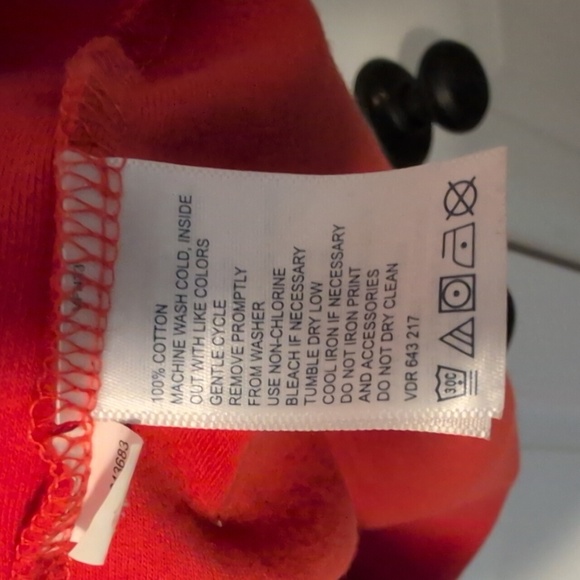 100% COTTON
MACHINE WASH COLD, INSIDE
OUT WITH LIKE COLORS
GENTLE CYCLE
REMOVE PROMPTLY
FROM WASHER
USE NON-CHLORINE
BLEACH IF NECESSARY
TUMBLE DRY LOW
COOL IRON IF NECESSARY
DO NOT IRON PRINT
AND ACCESSORIES
DO NOT DRY CLEAN
VDR 643 217
30C